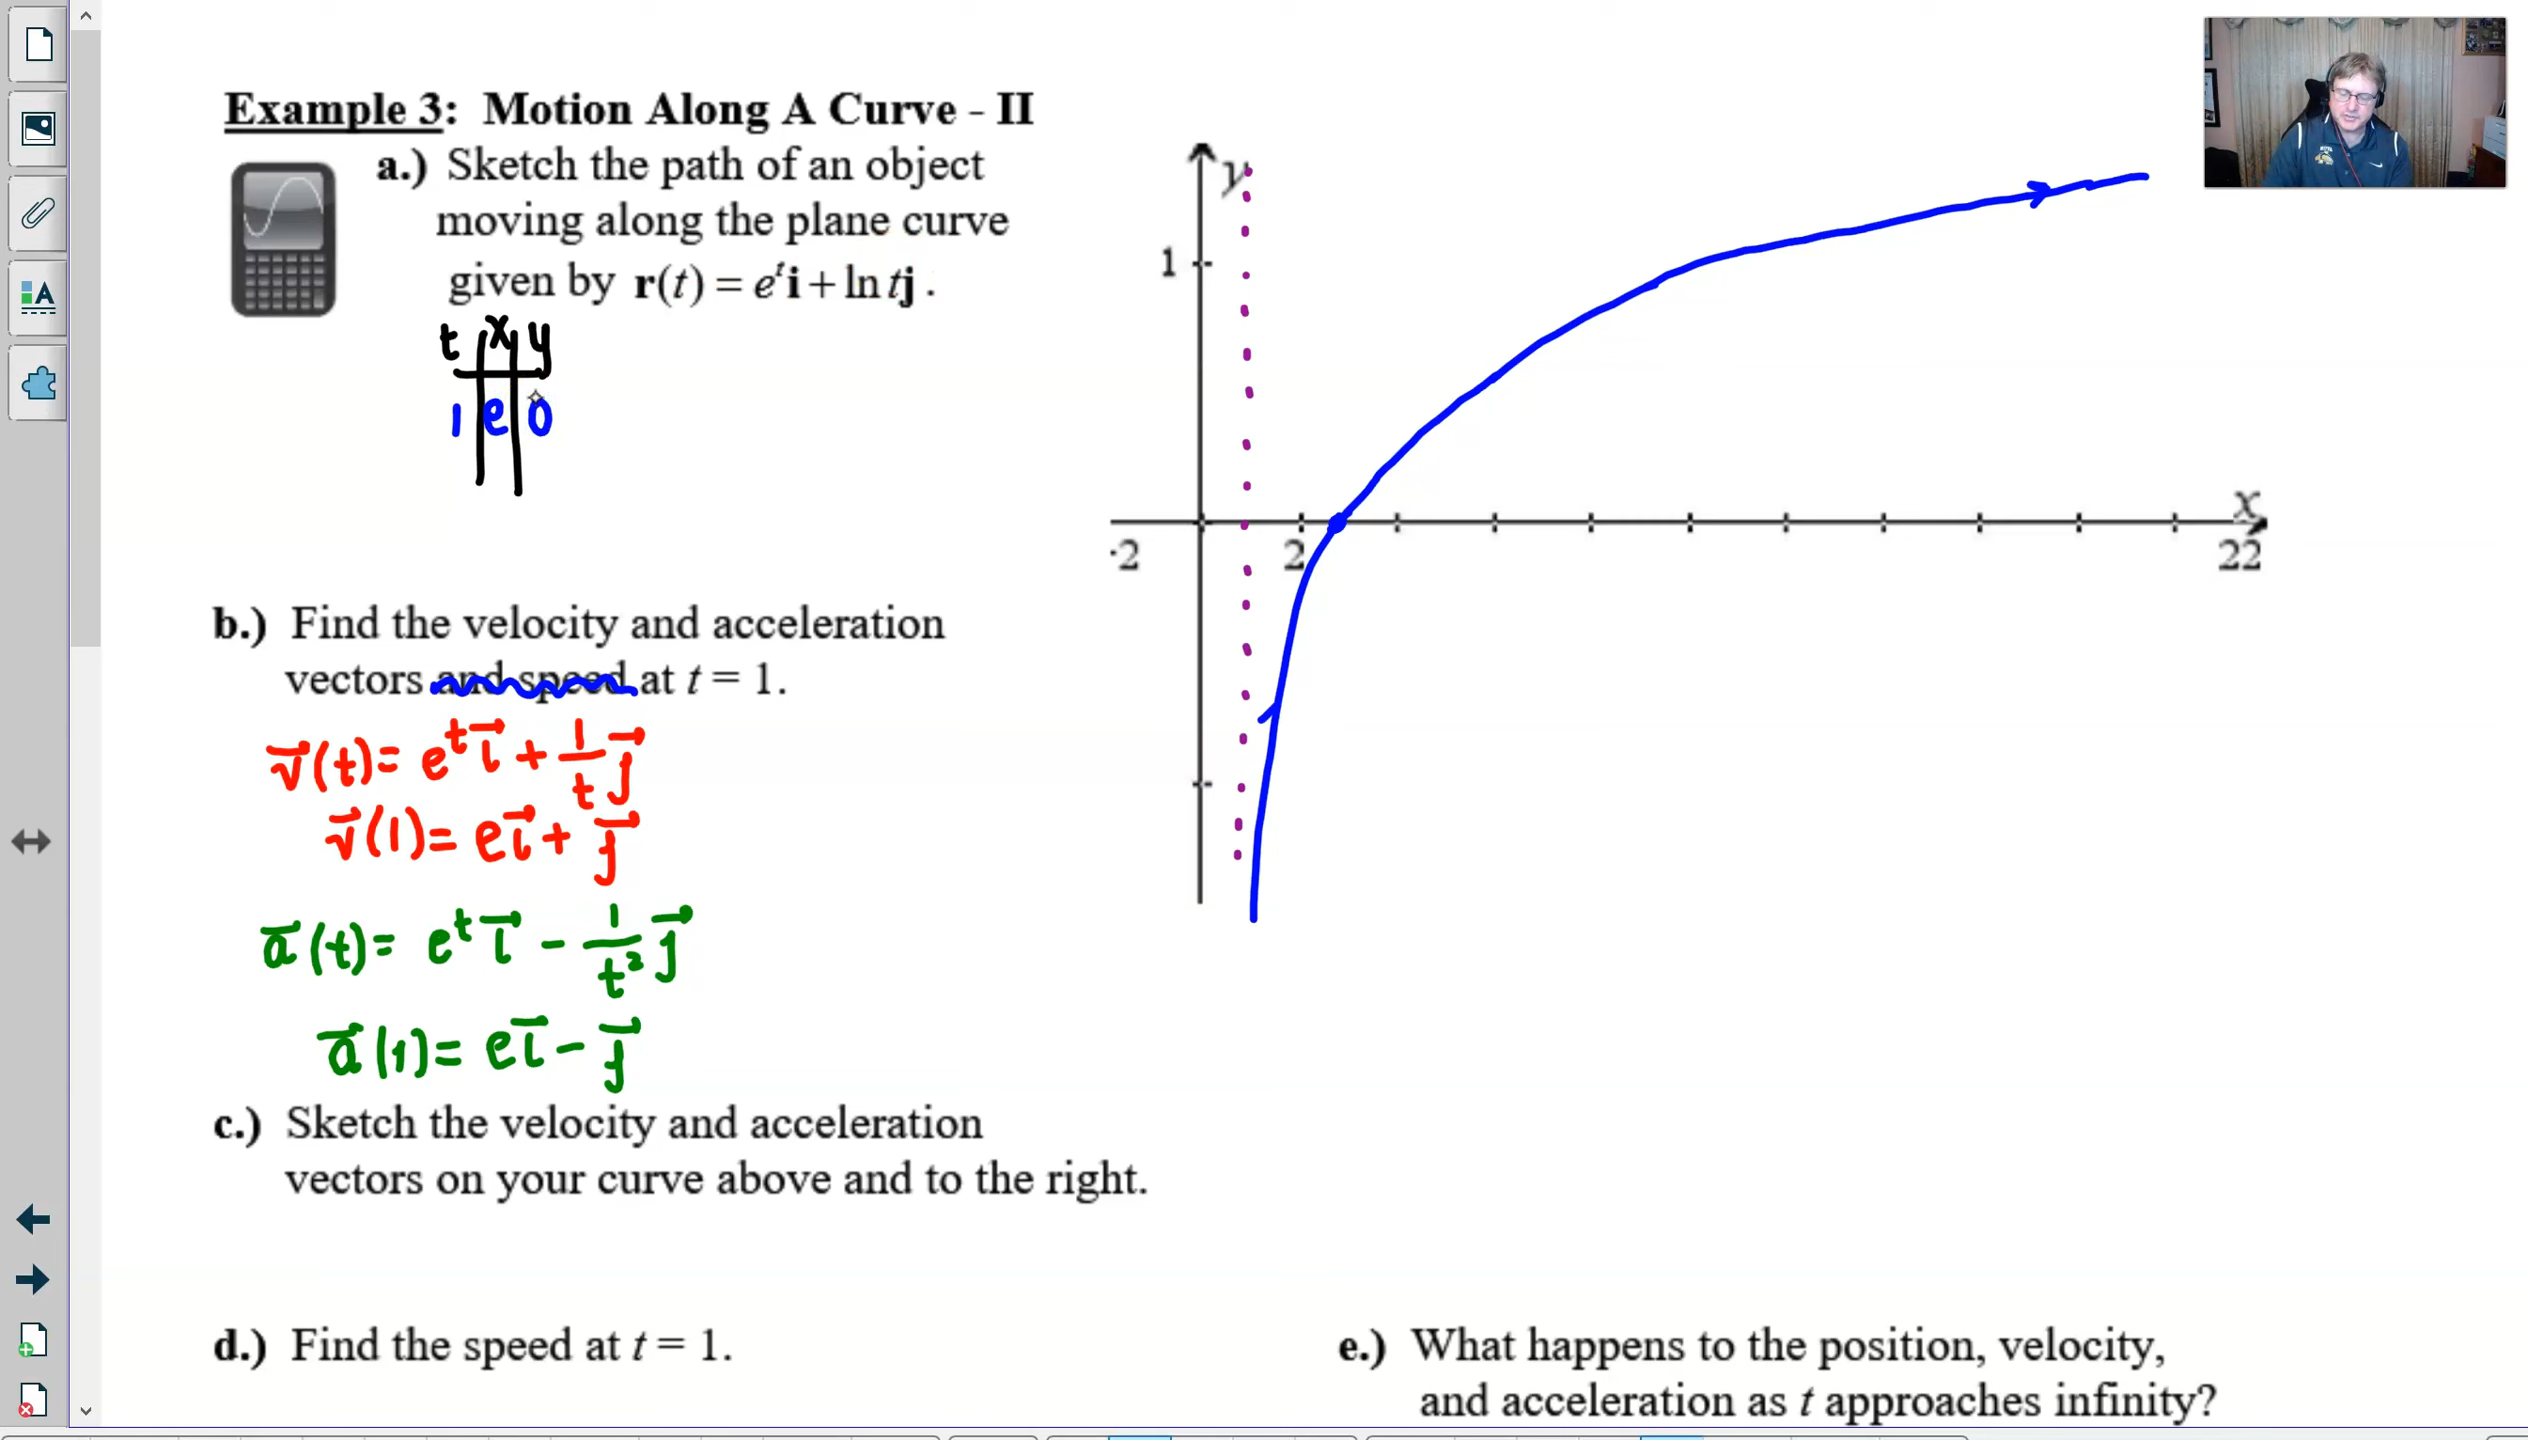 Example 3: Motion Along A Curve - II
a.) Sketch the path of an object
moving along the plane curve
given by r(t) = e^t i + ln t j .
t x y
1 e 0
y
1
-2
2
x
22
b.) Find the velocity and acceleration
vectors and speed at t = 1.
v⃗(t) = e^t i⃗ + 1/t j⃗
v⃗(1) = e i⃗ + j⃗
a⃗(t) = e^t i⃗ - 1/t² j⃗
a⃗(1) = e i⃗ - j⃗
c.) Sketch the velocity and acceleration
vectors on your curve above and to the right.
d.) Find the speed at t = 1.
e.) What happens to the position, velocity,
and acceleration as t approaches infinity?